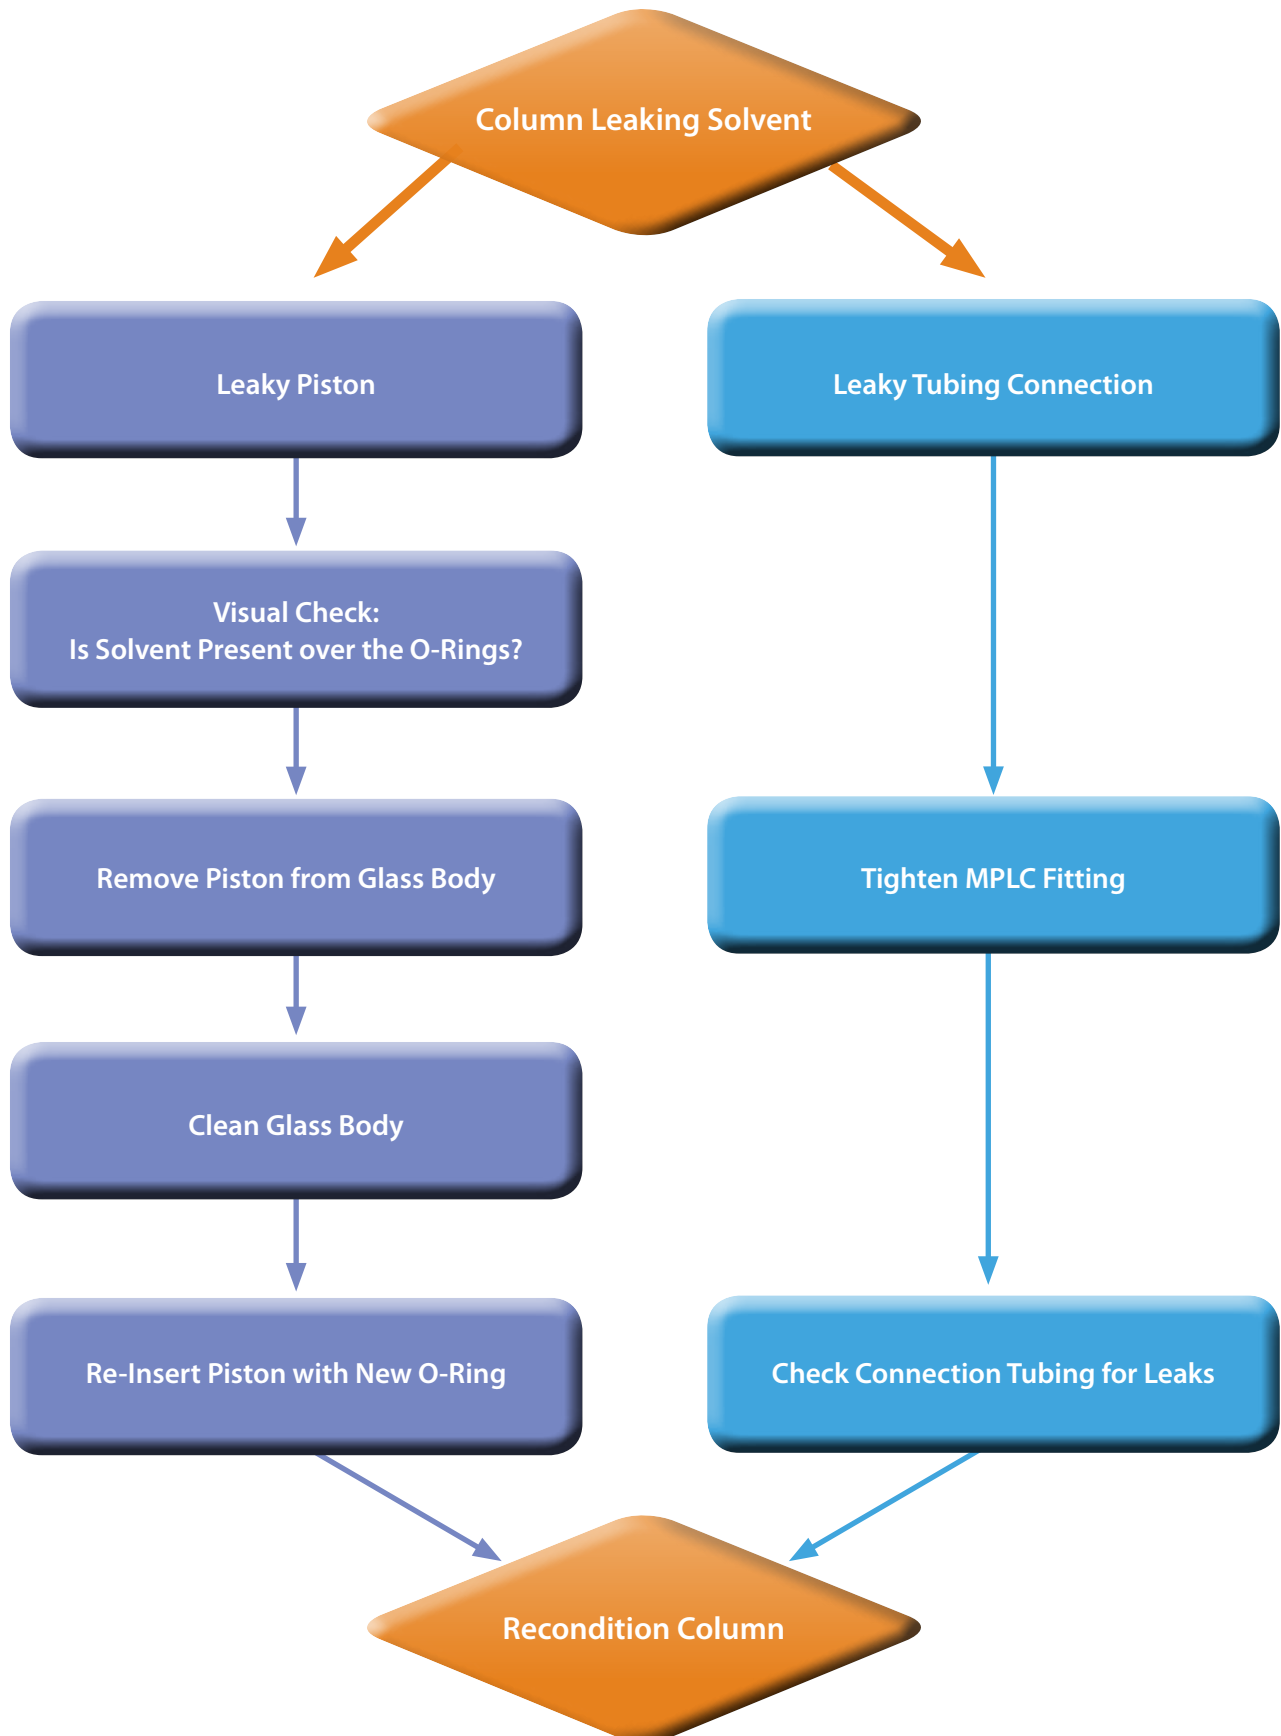 Column Leaking Solvent
Leaky Piston
Leaky Tubing Connection
Visual Check:
Is Solvent Present over the O-Rings?
Remove Piston from Glass Body
Tighten MPLC Fitting
Clean Glass Body
Re-Insert Piston with New O-Ring
Check Connection Tubing for Leaks
Recondition Column